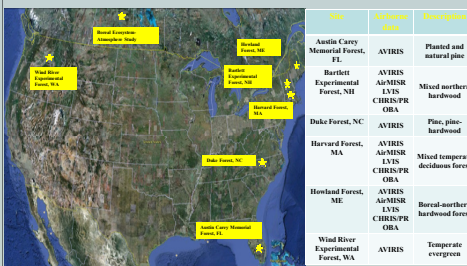 Boreal Ecosystem-
Atmosphere Study
Howland
Forest, ME
Wind River
Experimental
Forest, WA
Bartlett
Experimental
Forest, NH
Harvard Forest,
MA
Duke Forest, NC
Austin Carey Memorial
Forest, FL
Site
Austin Carey
Memorial Forest,
FL
AVIRIS
Planted and
natural pine
Bartlett
Experimental
Forest, NH
AVIRIS
AirMISR
LVIS
CHRIS/PR
OBA
Mixed northern
hardwood
Duke Forest, NC
AVIRIS
Pine, pine-
hardwood
Harvard Forest,
MA
AVIRIS
AirMISR
LVIS
CHRIS/PR
OBA
Mixed tempera
deciduous fores
Howland Forest,
ME
AVIRIS
AirMISR
LVIS
CHRIS/PR
OBA
Boreal-norther
hardwood fores
Wind River
Experimental
Forest, WA
AVIRIS
Temperate
evergreen